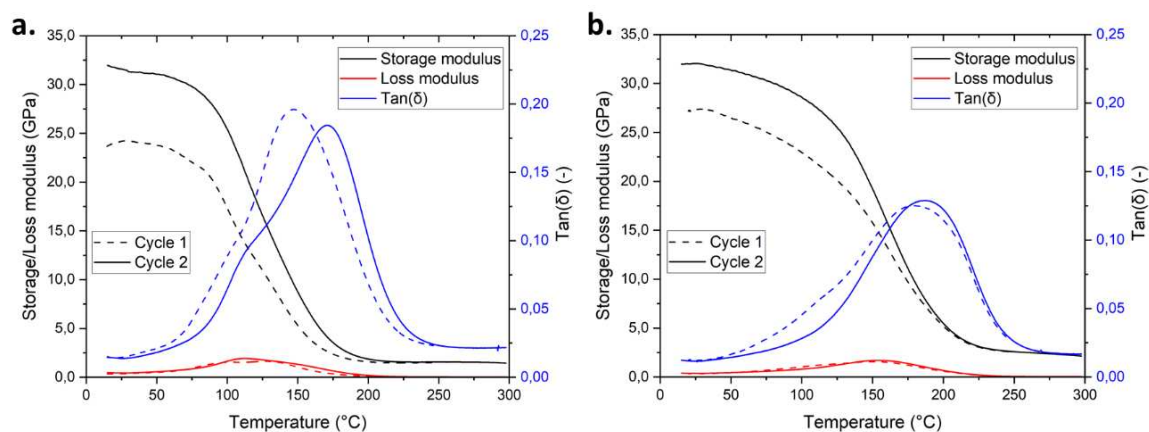 a.
35,0
30,0
25,0
20,0
15,0
10,0
5,0
0,0
Storage/Loss modulus (GPa)
Storage modulus
Loss modulus
Tan(δ)
Cycle 1
Cycle 2
0,25
0,20
0,15
0,10
0,05
0,00
Tan(δ) (-)
0 50 100 150 200 250 300
Temperature (°C)
b.
35,0
30,0
25,0
20,0
15,0
10,0
5,0
0,0
Storage/Loss modulus (GPa)
Storage modulus
Loss modulus
Tan(δ)
Cycle 1
Cycle 2
0,25
0,20
0,15
0,10
0,05
0,00
Tan(δ) (-)
0 50 100 150 200 250 300
Temperature (°C)